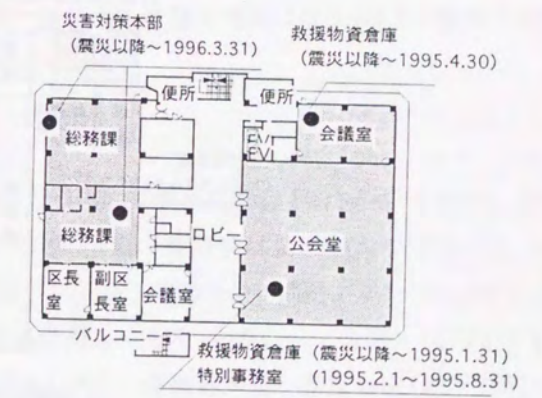 災害対策本部
(震災以降～1996.3.31)
救援物資倉庫
(震災以降～1995.4.30)
便所
便所
総務課
EV
EV
会議室
総務課
ロビー
公会堂
区長室
副区長室
会議室
バルコニー
救援物資倉庫 (震災以降～1995.1.31)
特別事務室 (1995.2.1～1995.8.31)